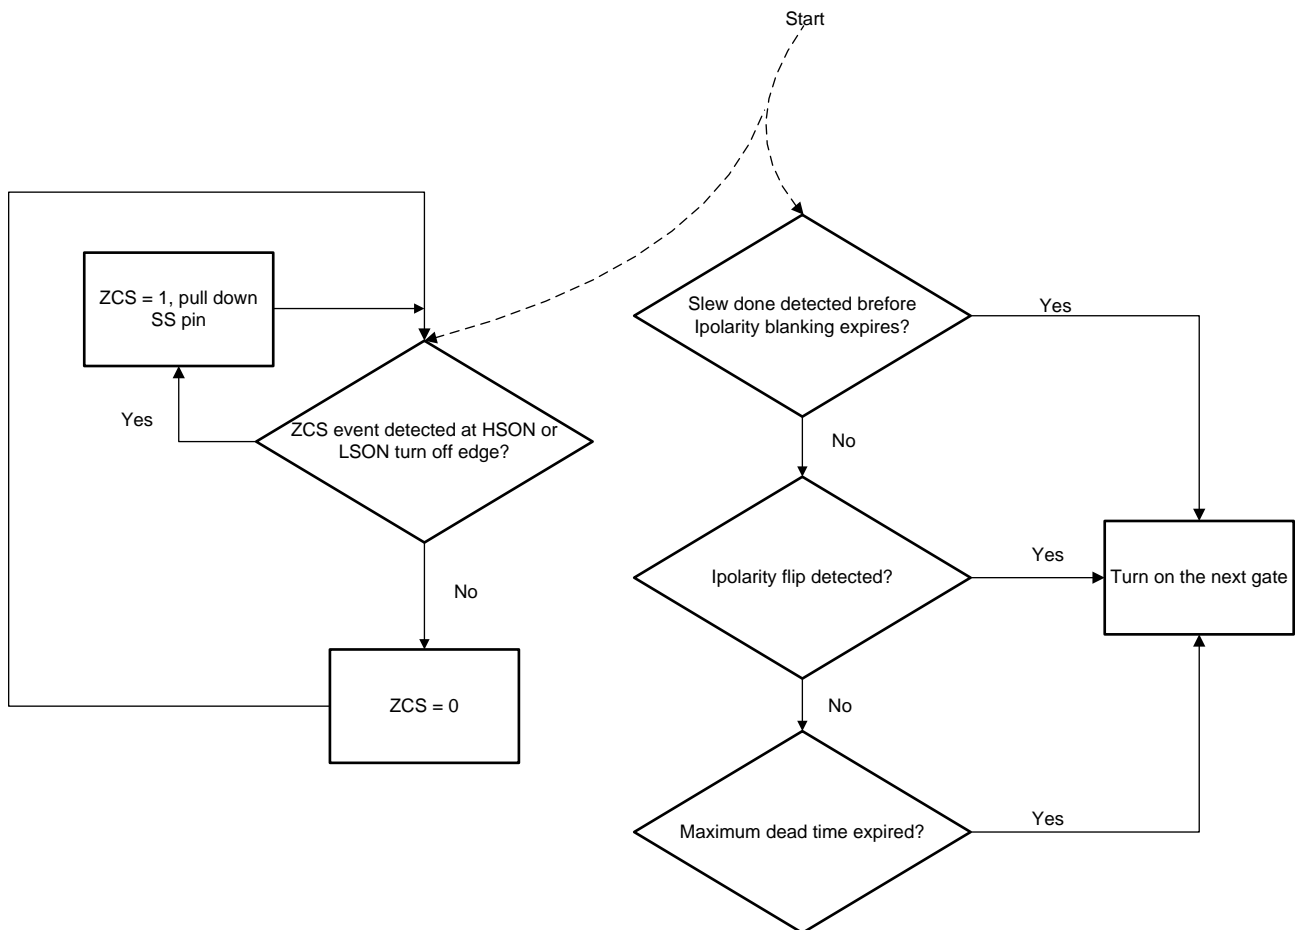 Start
ZCS = 1, pull down
SS pin
Yes
ZCS event detected at HSON or
LSON turn off edge?
No
ZCS = 0
Slew done detected brefore
Ipolarity blanking expires?
Yes
No
Ipolarity flip detected?
Yes
Turn on the next gate
No
Maximum dead time expired?
Yes